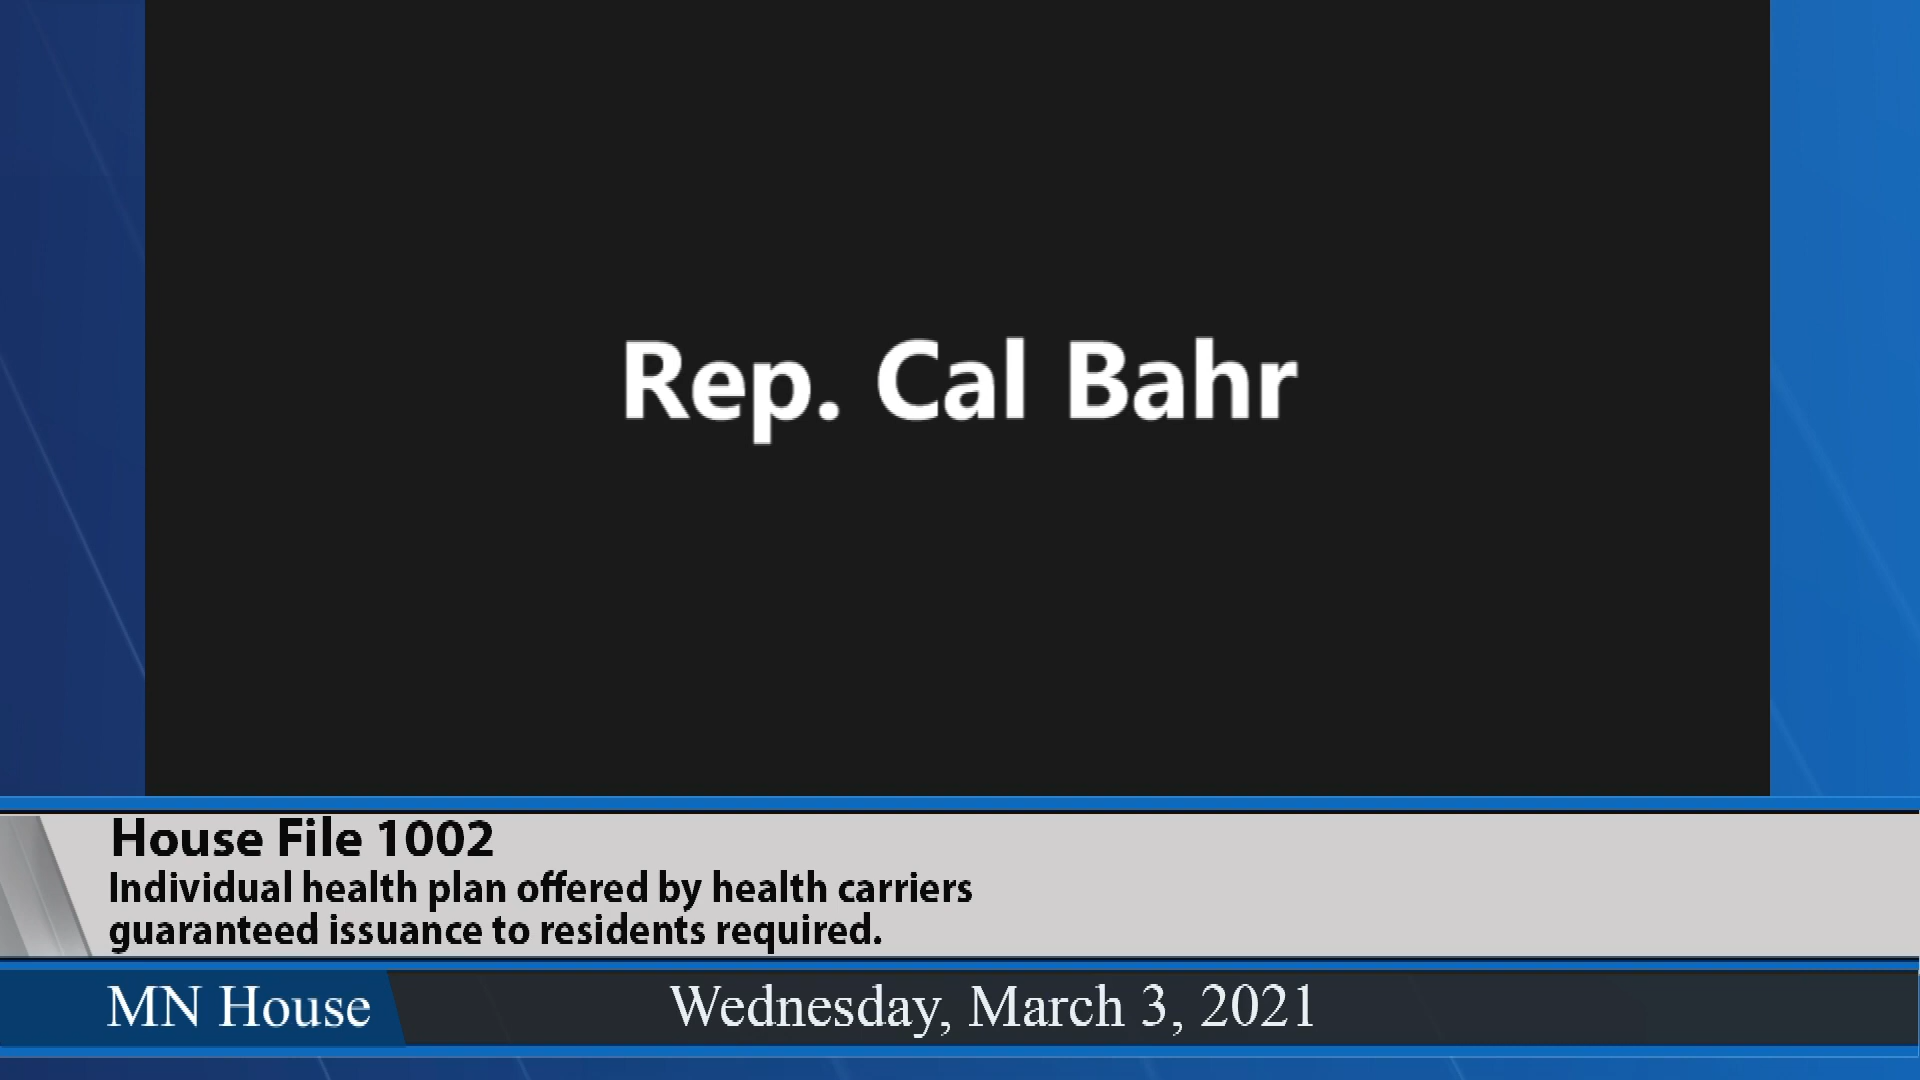 Rep. Cal Bahr
House File 1002
Individual health plan offered by health carriers
guaranteed issuance to residents required.
MN House
Wednesday, March 3, 2021